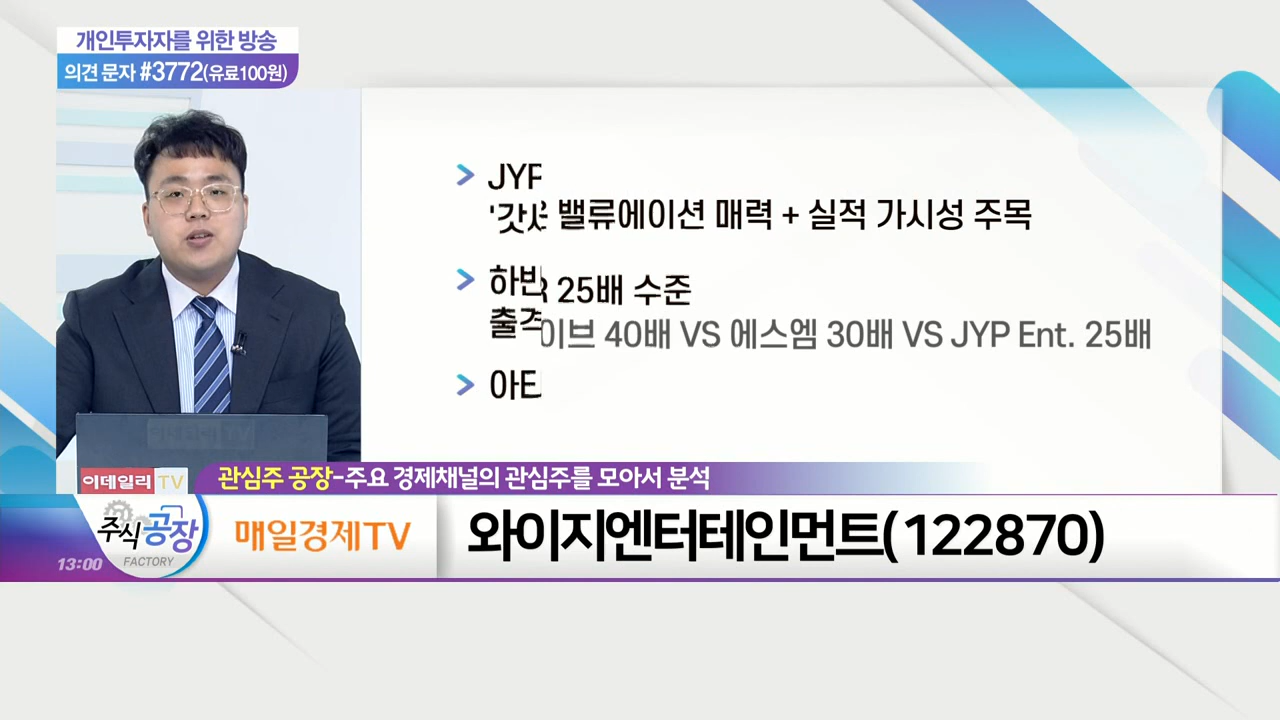 개인투자자를 위한 방송
의견 문자 #3772(유료100원)
JYP
밸류에이션 매력 + 실적 가시성 주목
25배 수준
이브 40배 VS 에스엠 30배 VS JYP Ent. 25배
이데일리 TV
관심주 공장-주요 경제채널의 관심주를 모아서 분석
주식공장
FACTORY
13:00
매일경제TV
와이지엔터테인먼트(122870)